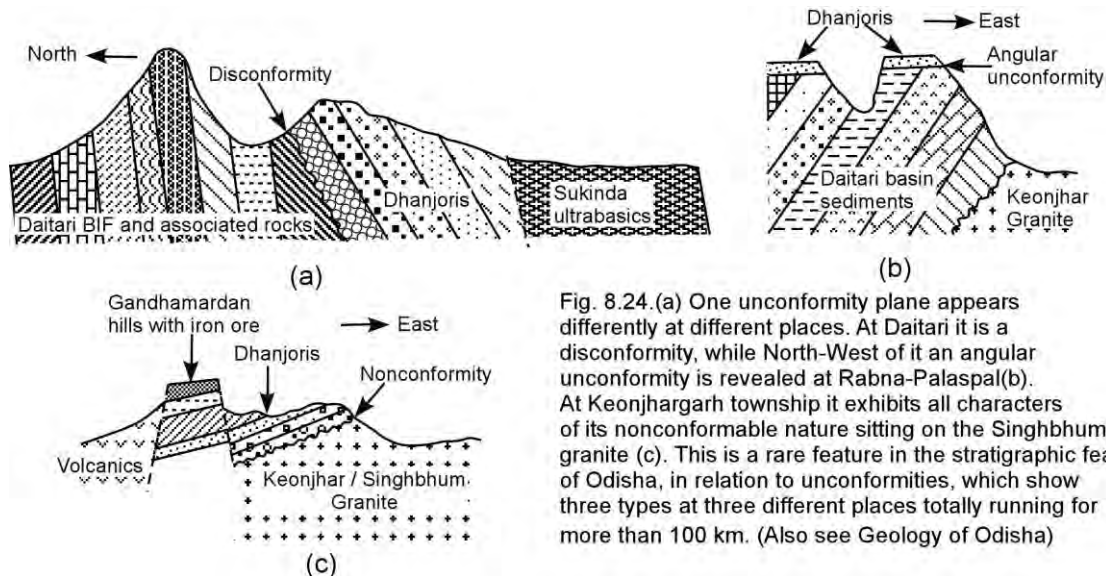 North
Disconformity
Daitari BIF and associated rocks
Dhanjoris
Sukinda
ultrabasics
(a)
Dhanjoris
East
Angular
unconformity
Daitari basin
sediments
Keonjhar
Granite
(b)
Gandhamardan
hills with iron ore
East
Dhanjoris
Nonconformity
Volcanics
Keonjhar / Singhbhum
Granite
(c)
Fig. 8.24.(a) One unconformity plane appears
differently at different places. At Daitari it is a
disconformity, while North-West of it an angular
unconformity is revealed at Rabna-Palaspal(b).
At Keonjhargarh township it exhibits all characters
of its nonconformable nature sitting on the Singhbhum
granite (c). This is a rare feature in the stratigraphic fea
of Odisha, in relation to unconformities, which show
three types at three different places totally running for
more than 100 km. (Also see Geology of Odisha)